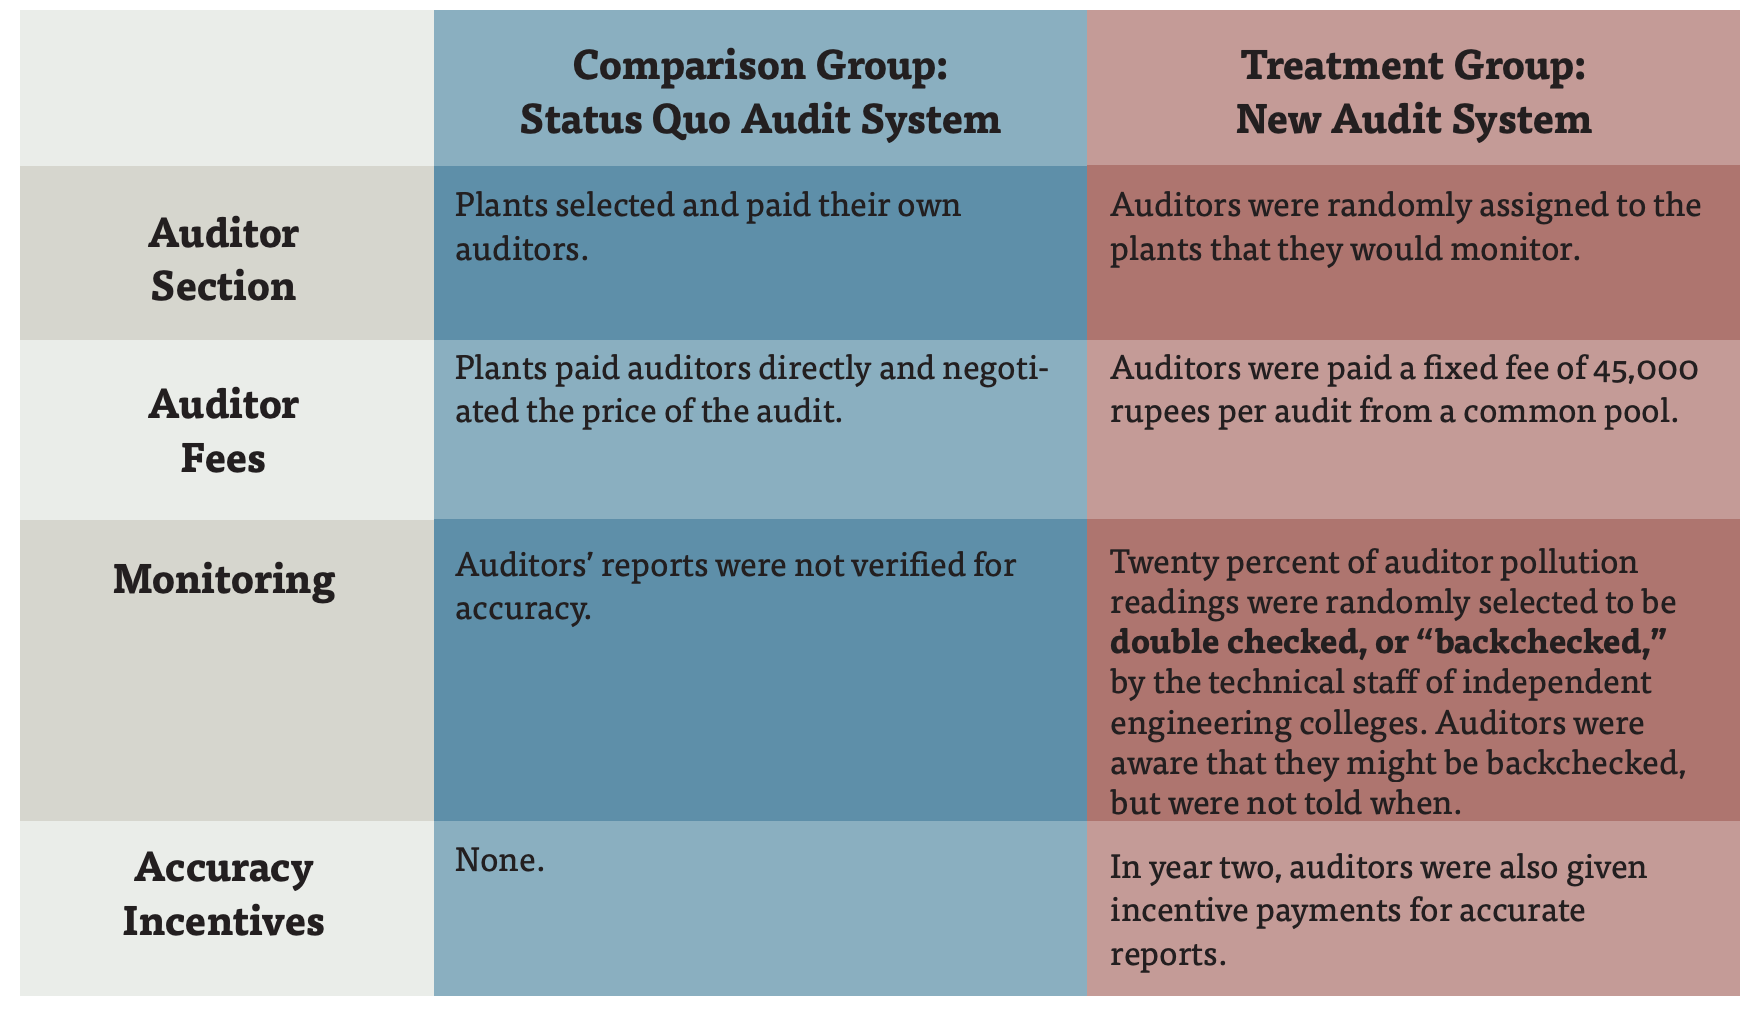 Comparison Group:
Status Quo Audit System
Treatment Group:
New Audit System
Auditor
Section
Plants selected and paid their own
auditors.
Auditors were randomly assigned to the
plants that they would monitor.
Auditor
Fees
Plants paid auditors directly and negoti-
ated the price of the audit.
Auditors were paid a fixed fee of 45,000
rupees per audit from a common pool.
Monitoring
Auditors’ reports were not verified for
accuracy.
Twenty percent of auditor pollution
readings were randomly selected to be
double checked, or “backchecked,”
by the technical staff of independent
engineering colleges. Auditors were
aware that they might be backchecked,
but were not told when.
Accuracy
Incentives
None.
In year two, auditors were also given
incentive payments for accurate
reports.